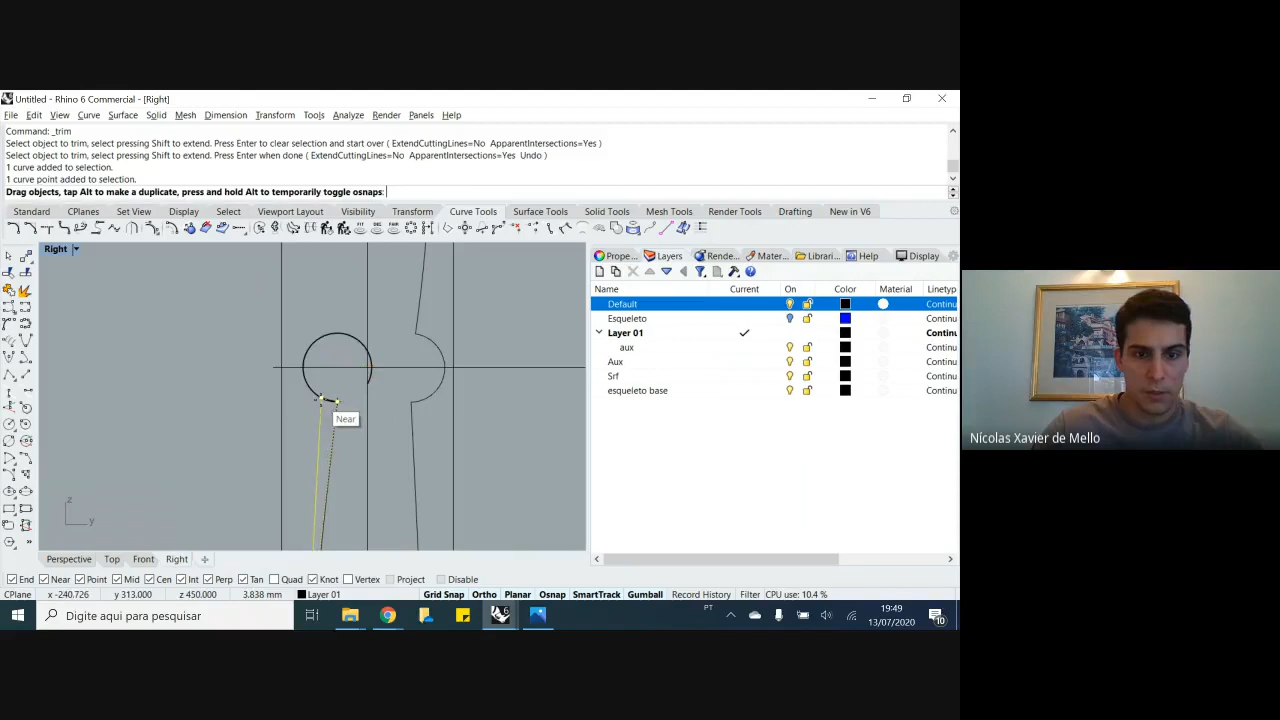 Untitled - Rhino 6 Commercial - [Right]
File Edit View Curve Surface Solid Mesh Dimension Transform Tools Analyze Render Panels Help
Command: _trim
Select object to trim, select pressing Shift to extend. Press Enter to clear selection and start over ( ExtendCuttingLines=No ApparentIntersections=Yes )
Select object to trim, select pressing Shift to extend. Press Enter when done ( ExtendCuttingLines=No ApparentIntersections=Yes Undo )
1 curve added to selection.
1 curve point added to selection.
Drag objects, tap Alt to make a duplicate, press and hold Alt to temporarily toggle osnaps:
Standard CPlanes Set View Display Select Viewport Layout Visibility Transform Curve Tools Surface Tools Solid Tools Mesh Tools Render Tools Drafting New in V6
Right
Prope... Layers Rende... Mater... Librari... Help Display
Name Current On Color Material Linetyp
Default Continu
Esqueleto Continu
Layer 01 Continu
aux Continu
Aux Continu
Srf Continu
esqueleto base Continu
Near
z
y
Perspective Top Front Right
End Near Point Mid Cen Int Perp Tan Quad Knot Vertex Project Disable
CPlane x -240.726 y 313.000 z 450.000 3.838 mm Layer 01 Grid Snap Ortho Planar Osnap SmartTrack Gumball Record History Filter CPU use: 10.4 %
Digite aqui para pesquisar
6
PT
19:49
13/07/2020
10
Nícolas Xavier de Mello